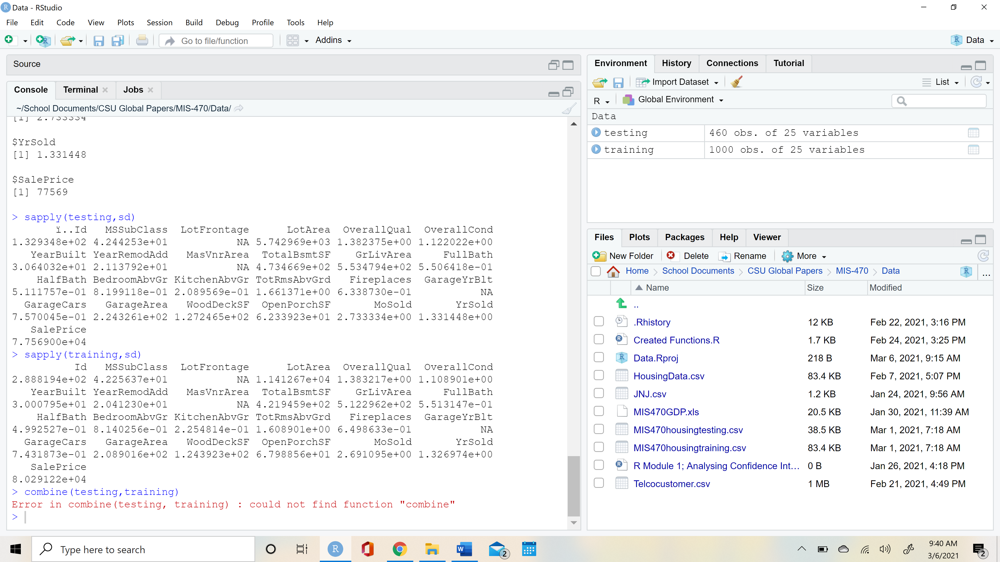 Data - RStudio
File Edit Code View Plots Session Build Debug Profile Tools Help
Go to file/function Addins Data
Source
Console Terminal Jobs
~/School Documents/CSU Global Papers/MIS-470/Data/
[1] 2.733334
$YrSold
[1] 1.331448
$SalePrice
[1] 77569
> sapply(testing,sd)
ï..Id MSSubClass LotFrontage LotArea OverallQual OverallCond
1.329348e+02 4.244253e+01 NA 5.742969e+03 1.382375e+00 1.122022e+00
YearBuilt YearRemodAdd MasVnrArea TotalBsmtSF GrLivArea FullBath
3.064032e+01 2.113792e+01 NA 4.734669e+02 5.534794e+02 5.506418e-01
HalfBath BedroomAbvGr KitchenAbvGr TotRmsAbvGrd Fireplaces GarageYrBlt
5.111757e-01 8.199118e-01 2.089569e-01 1.661371e+00 6.338730e-01 NA
GarageCars GarageArea WoodDeckSF OpenPorchSF MoSold YrSold
7.570045e-01 2.243261e+02 1.272465e+02 6.233923e+01 2.733334e+00 1.331448e+00
SalePrice
7.756900e+04
> sapply(training,sd)
Id MSSubClass LotFrontage LotArea OverallQual OverallCond
2.888194e+02 4.225637e+01 NA 1.141267e+04 1.383217e+00 1.108901e+00
YearBuilt YearRemodAdd MasVnrArea TotalBsmtSF GrLivArea FullBath
3.000795e+01 2.041230e+01 NA 4.219459e+02 5.122962e+02 5.513147e-01
HalfBath BedroomAbvGr KitchenAbvGr TotRmsAbvGrd Fireplaces GarageYrBlt
4.992527e-01 8.140256e-01 2.254814e-01 1.608901e+00 6.498633e-01 NA
GarageCars GarageArea WoodDeckSF OpenPorchSF MoSold YrSold
7.431873e-01 2.089016e+02 1.243923e+02 6.798856e+01 2.691095e+00 1.326974e+00
SalePrice
8.029122e+04
> combine(testing,training)
Error in combine(testing, training) : could not find function "combine"
>
Environment History Connections Tutorial
Import Dataset List
R Global Environment
Data
testing 460 obs. of 25 variables
training 1000 obs. of 25 variables
Files Plots Packages Help Viewer
New Folder Delete Rename More
Home School Documents CSU Global Papers MIS-470 Data ...
Name Size Modified
..
.Rhistory 12 KB Feb 22, 2021, 3:16 PM
Created Functions.R 1.7 KB Feb 24, 2021, 3:25 PM
Data.Rproj 218 B Mar 6, 2021, 9:15 AM
HousingData.csv 83.4 KB Feb 7, 2021, 5:07 PM
JNJ.csv 1.2 KB Jan 24, 2021, 9:56 AM
MIS470GDP.xls 20.5 KB Jan 30, 2021, 11:39 AM
MIS470housingtesting.csv 38.5 KB Mar 1, 2021, 7:18 AM
MIS470housingtraining.csv 83.4 KB Mar 1, 2021, 7:18 AM
R Module 1; Analysing Confidence Int... 0 B Jan 26, 2021, 4:18 PM
Telcocustomer.csv 1 MB Feb 21, 2021, 4:49 PM
Type here to search
2
9:40 AM
3/6/2021
2